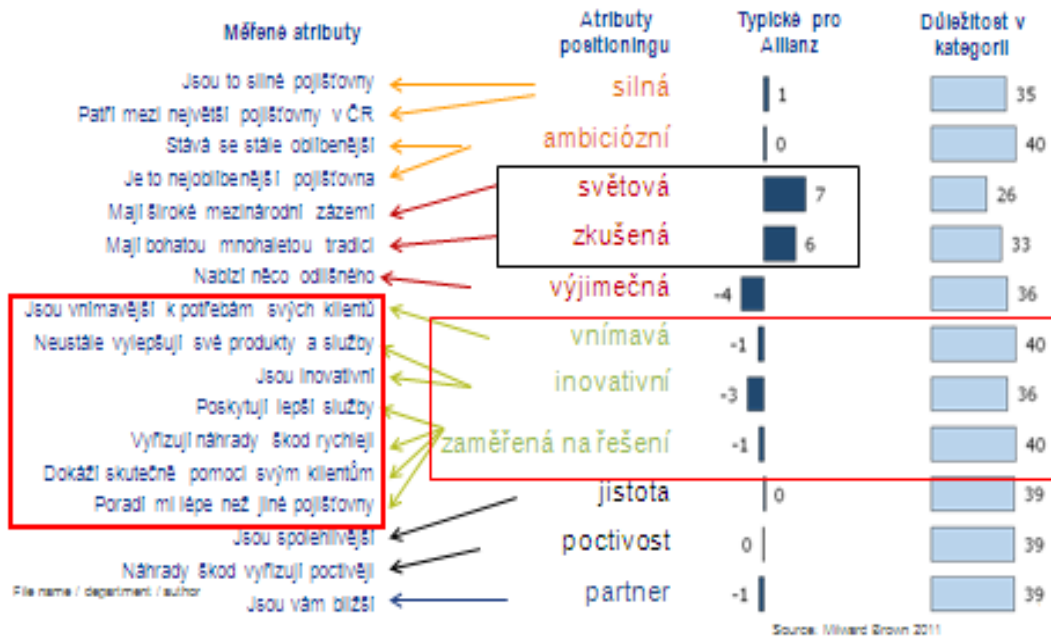 Měřené atributy
Atributy positioningu
Typické pro Allianz
Důležitost v kategorii
Jsou to silné pojišťovny
silná
1
35
Patří mezi největší pojišťovny v ČR
Stává se stále oblíbenější
ambiciózní
0
40
Je to nejoblíbenější pojišťovna
světová
7
26
Mají široké mezinárodní zázemí
Mají bohatou mnohaletou tradici
zkušená
6
33
Nabízí něco odlišného
výjimečná
-4
36
Jsou vnímavější k potřebám svých klientů
vnímavá
-1
40
Neustále vylepšují své produkty a služby
Jsou inovativní
inovativní
-3
36
Poskytují lepší služby
Vyřizují náhrady škod rychleji
zaměřená na řešení
-1
40
Dokáží skutečně pomoci svým klientům
Poradí mi lépe než jiné pojišťovny
jistota
0
39
Jsou spolehlivější
poctivost
0
39
Náhrady škod vyřizují poctivěji
File name / department / author
Jsou vám bližší
partner
-1
39
Source: Milward Brown 2011